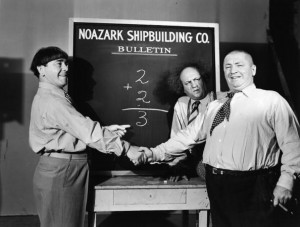 NOAZARK SHIPBUILDING CO.
BULLETIN
2
+ 2
3